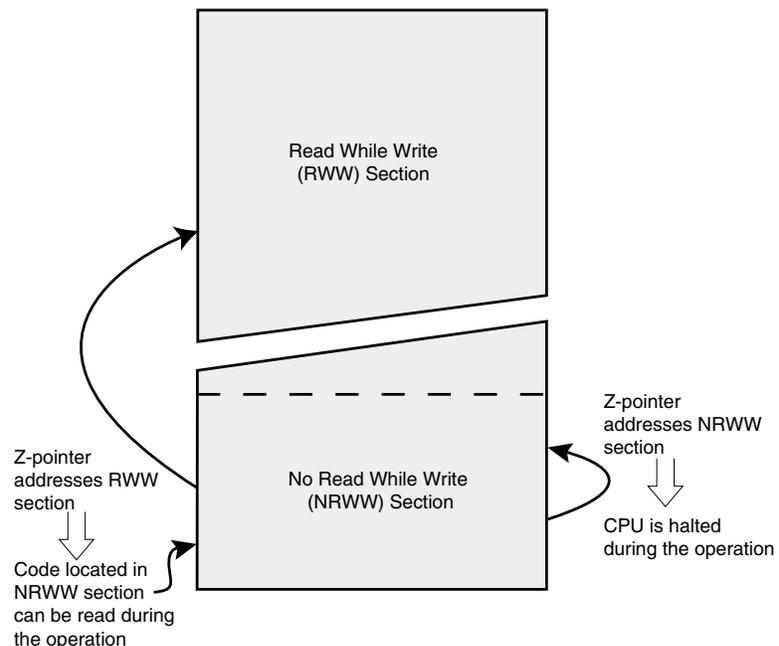 Read While Write
(RWW) Section
Z-pointer
addresses NRWW
section
Z-pointer
addresses RWW
section
No Read While Write
(NRWW) Section
CPU is halted
during the operation
Code located in
NRWW section
can be read during
the operation